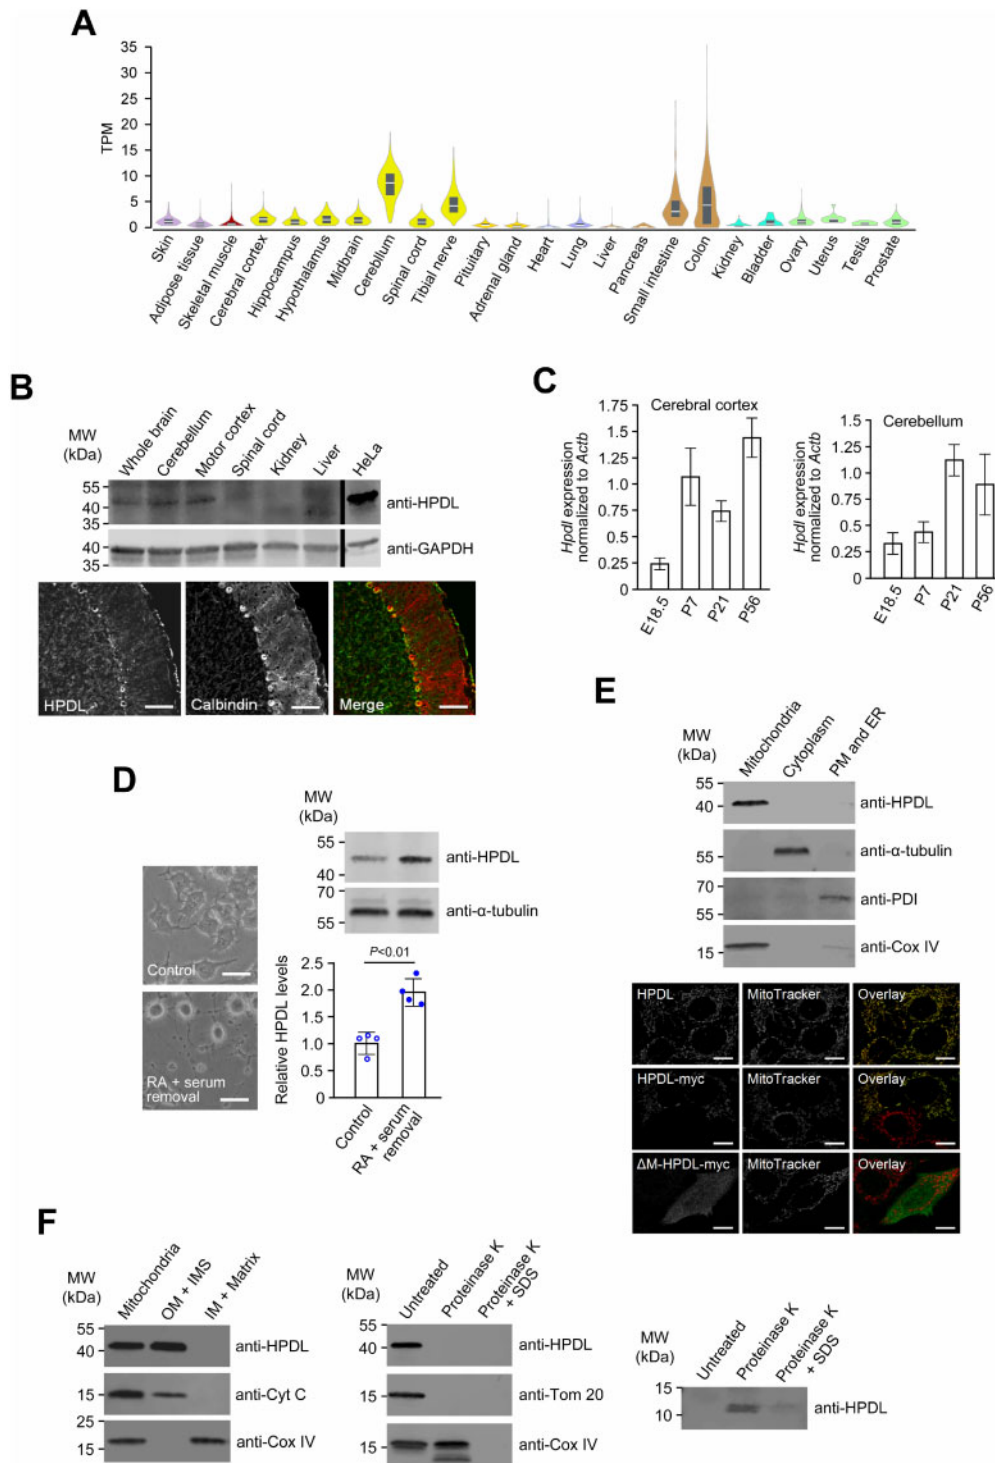 A
35
30
25
20
15
10
5
0
TPM
Skin
Adipose tissue
Skeletal muscle
Cerebral cortex
Hippocampus
Hypothalamus
Midbrain
Cerebllum
Spinal cord
Tibial nerve
Pituitary
Adrenal gland
Heart
Lung
Liver
Pancreas
Small intestine
Colon
Kidney
Bladder
Ovary
Uterus
Testis
Prostate
B
MW
(kDa)
Whole brain
Cerebellum
Motor cortex
Spinal cord
Kidney
Liver
HeLa
55
40
35
anti-HPDL
40
35
anti-GAPDH
HPDL
Calbindin
Merge
C
Cerebral cortex
Hpdl expression
normalized to Actb
1.75
1.5
1.25
1.0
0.75
0.5
0.25
0
E18.5
P7
P21
P56
Cerebellum
Hpdl expression
normalized to Actb
1.5
1.25
1.0
0.75
0.5
0.25
0
E18.5
P7
P21
P56
D
Control
RA + serum
removal
MW
(kDa)
55
40
anti-HPDL
70
55
anti-α-tubulin
P<0.01
Relative HPDL levels
2.5
2.0
1.5
1.0
0.5
0
Control
RA + serum
removal
E
MW
(kDa)
Mitochondria
Cytoplasm
PM and ER
55
40
anti-HPDL
55
anti-α-tubulin
70
55
anti-PDI
15
anti-Cox IV
HPDL
MitoTracker
Overlay
HPDL-myc
MitoTracker
Overlay
ΔM-HPDL-myc
MitoTracker
Overlay
F
MW
(kDa)
Mitochondria
OM + IMS
IM + Matrix
55
40
anti-HPDL
15
anti-Cyt C
25
15
anti-Cox IV
MW
(kDa)
Untreated
Proteinase K
Proteinase K
+ SDS
55
40
anti-HPDL
15
anti-Tom 20
15
anti-Cox IV
MW
(kDa)
Untreated
Proteinase K
Proteinase K
+ SDS
15
10
anti-HPDL